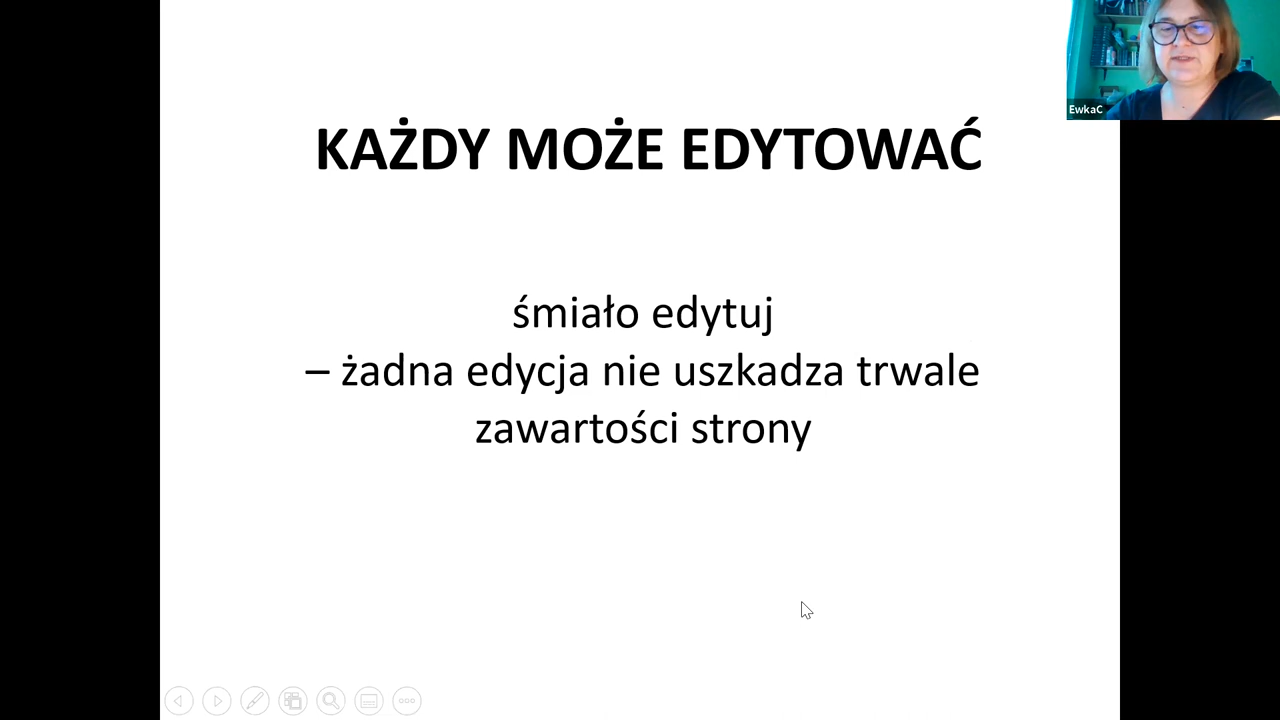 KAŻDY MOŻE EDYTOWAĆ
śmiało edytuj
– żadna edycja nie uszkadza trwale
zawartości strony
EwkaC